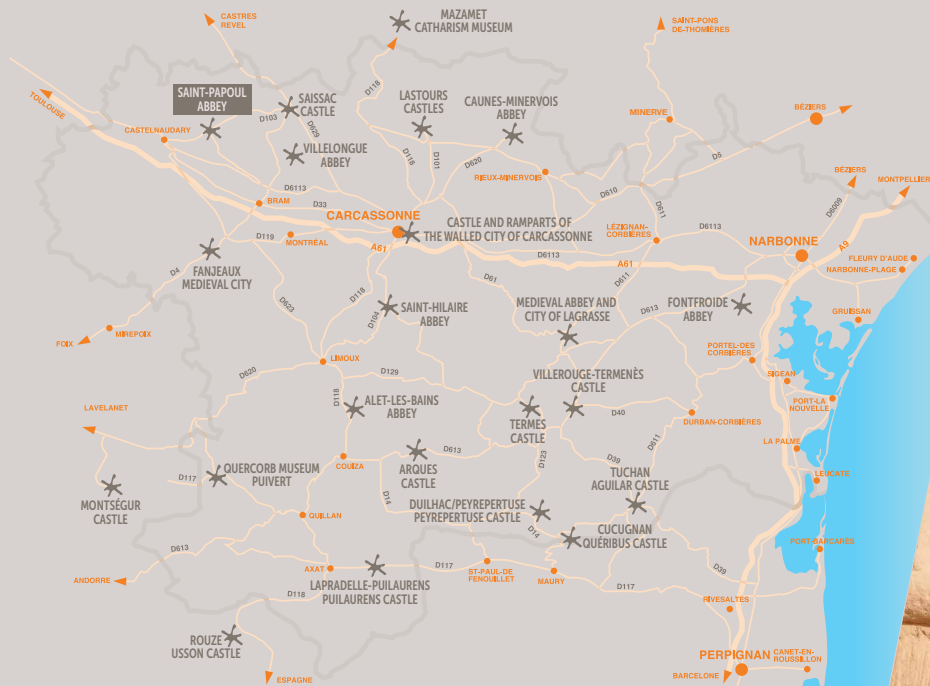 MAZAMET
CATHARISM MUSEUM
CASTRES
REVEL
SAINT-PONS
DE-THOMIÈRES
SAINT-PAPOUL
ABBEY
TOULOUSE
CASTELNAUDARY
D103
SAISSAC
CASTLE
D629
D118
LASTOURS
CASTLES
CAUNES-MINERVOIS
ABBEY
MINERVE
BÉZIERS
VILLELONGUE
ABBEY
D118
D101
D620
D5
RIEUX-MINERVOIS
D610
BÉZIERS
MONTPELLIER
D6113
BRAM
D33
D611
D6009
CARCASSONNE
CASTLE AND RAMPARTS OF
THE WALLED CITY OF CARCASSONNE
LÉZIGNAN-
CORBIÈRES
D6113
NARBONNE
A9
D119
MONTRÉAL
A61
D6113
A61
FLEURY D'AUDE
NARBONNE-PLAGE
D4
FANJEAUX
MEDIEVAL CITY
D61
D611
D623
D118
D104
SAINT-HILAIRE
ABBEY
MEDIEVAL ABBEY AND
CITY OF LAGRASSE
D613
FONTFROIDE
ABBEY
GRUISSAN
FOIX
MIREPOIX
LIMOUX
PORTEL-DES
CORBIÈRES
D620
D129
VILLEROUGE-TERMENÈS
CASTLE
SIGEAN
LAVELANET
D118
ALET-LES-BAINS
ABBEY
TERMES
CASTLE
D40
DURBAN-CORBIÈRES
PORT-LA
NOUVELLE
COUIZA
ARQUES
CASTLE
D613
D123
D39
D611
LA PALME
MONTSÉGUR
CASTLE
D117
QUERCORB MUSEUM
PUIVERT
TUCHAN
AGUILAR CASTLE
LEUCATE
D14
DUILHAC/PEYREPERTUSE
PEYREPERTUSE CASTLE
D14
CUCUGNAN
QUÉRIBUS CASTLE
QUILLAN
D613
PORT-BARCARÈS
ANDORRE
AXAT
LAPRADELLE-PUILAURENS
PUILAURENS CASTLE
D117
ST-PAUL-DE
FENOUILLET
MAURY
D117
D39
D118
RIVESALTES
ROUZE
USSON CASTLE
ESPAGNE
PERPIGNAN
CANET-EN-
ROUSSILLON
BARCELONE